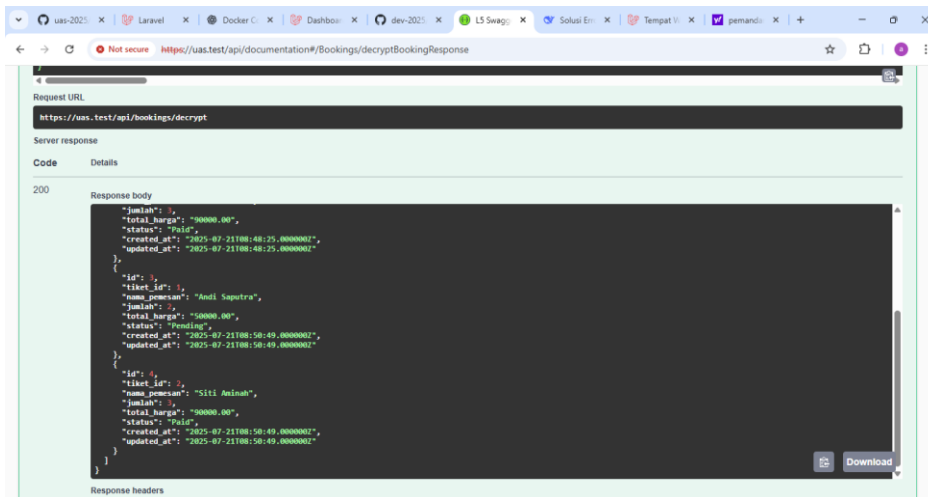 uas-2025.
Laravel
Docker C
Dashboa
dev-2025
L5 Swagg
Solusi Err
Tempat W
pemanda
Not secure https://uas.test/api/documentation#/Bookings/decryptBookingResponse
Request URL
https://uas.test/api/bookings/decrypt
Server response
Code Details
200
Response body
"jumlah": 3,
"total_harga": "90000.00",
"status": "Paid",
"created_at": "2025-07-21T08:48:25.000000Z",
"updated_at": "2025-07-21T08:48:25.000000Z"
},
{
"id": 3,
"tiket_id": 1,
"nama_pemesan": "Andi Saputra",
"jumlah": 2,
"total_harga": "50000.00",
"status": "Pending",
"created_at": "2025-07-21T08:50:49.000000Z",
"updated_at": "2025-07-21T08:50:49.000000Z"
},
{
"id": 4,
"tiket_id": 2,
"nama_pemesan": "Siti Aminah",
"jumlah": 3,
"total_harga": "90000.00",
"status": "Paid",
"created_at": "2025-07-21T08:50:49.000000Z",
"updated_at": "2025-07-21T08:50:49.000000Z"
}
]
}
Download
Response headers